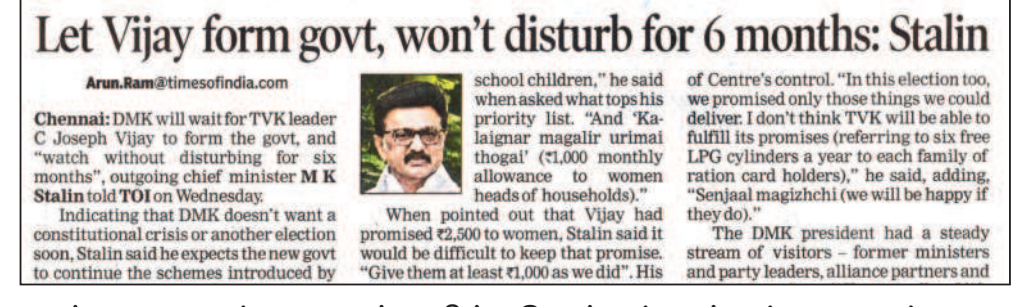 Let Vijay form govt, won't disturb for 6 months: Stalin
Arun.Ram@timesofindia.com
Chennai: DMK will wait for TVK leader
C Joseph Vijay to form the govt, and
"watch without disturbing for six
months", outgoing chief minister M K
Stalin told TOI on Wednesday.
Indicating that DMK doesn't want a
constitutional crisis or another election
soon, Stalin said he expects the new govt
to continue the schemes introduced by
school children," he said
when asked what tops his
priority list. "And 'Ka-
laignar magalir urimai
thogai' (₹1,000 monthly
allowance to women
heads of households)."
When pointed out that Vijay had
promised ₹2,500 to women, Stalin said it
would be difficult to keep that promise.
"Give them at least ₹1,000 as we did". His
of Centre's control. "In this election too,
we promised only those things we could
deliver. I don't think TVK will be able to
fulfill its promises (referring to six free
LPG cylinders a year to each family of
ration card holders)," he said, adding,
"Senjaal magizhchi (we will be happy if
they do)."
The DMK president had a steady
stream of visitors – former ministers
and party leaders, alliance partners and